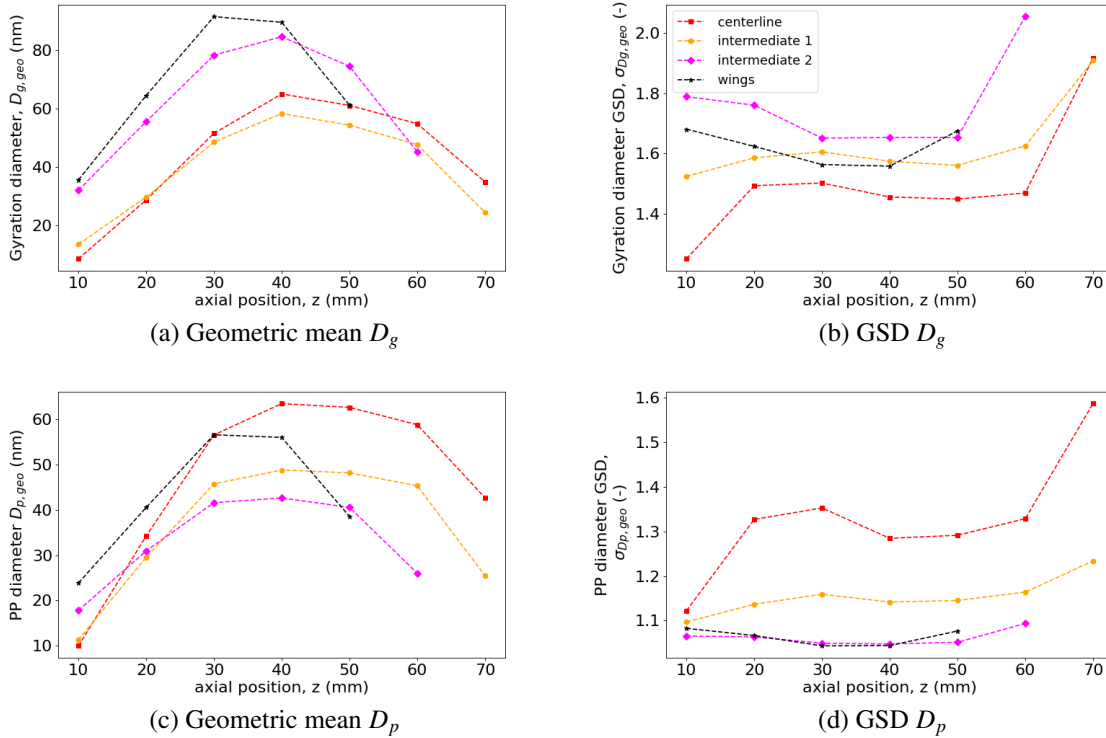 Gyration diameter, D_{g,geo} (nm)
80
60
40
20
10 20 30 40 50 60 70
axial position, z (mm)
(a) Geometric mean D_g
Gyration diameter GSD, σ_{Dg,geo} (-)
2.0
1.8
1.6
1.4
centerline
intermediate 1
intermediate 2
wings
10 20 30 40 50 60 70
axial position, z (mm)
(b) GSD D_g
PP diameter D_{p,geo} (nm)
60
50
40
30
20
10
10 20 30 40 50 60 70
axial position, z (mm)
(c) Geometric mean D_p
PP diameter GSD,
σ_{Dp,geo} (-)
1.6
1.5
1.4
1.3
1.2
1.1
10 20 30 40 50 60 70
axial position, z (mm)
(d) GSD D_p